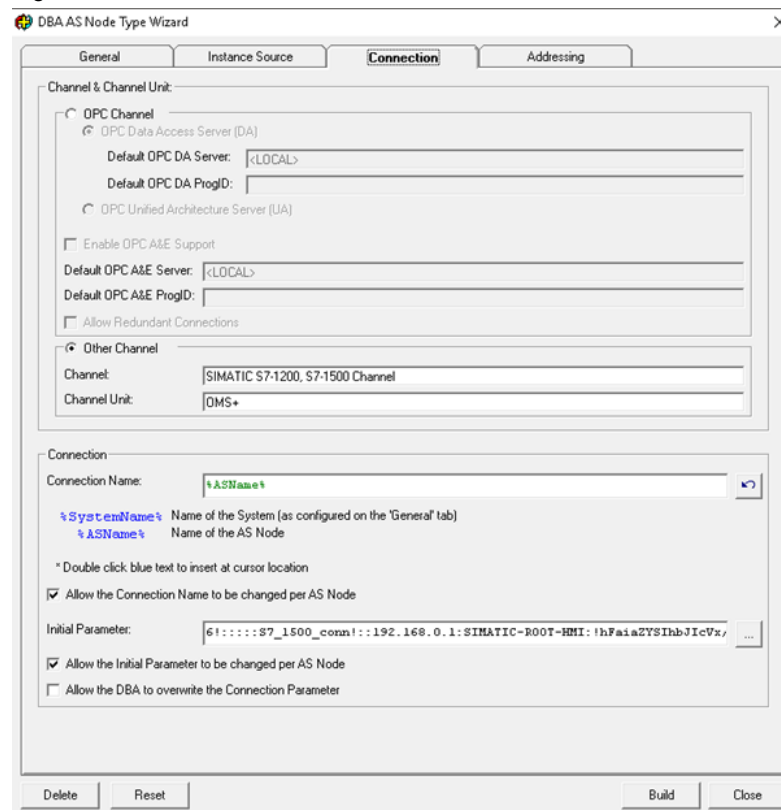 DBA AS Node Type Wizard
General Instance Source Connection Addressing
Channel & Channel Unit:
OPC Channel
OPC Data Access Server (DA)
Default OPC DA Server: <LOCAL>
Default OPC DA ProgID:
OPC Unified Architecture Server (UA)
Enable OPC A&E Support
Default OPC A&E Server: <LOCAL>
Default OPC A&E ProgID:
Allow Redundant Connections
Other Channel
Channel: SIMATIC S7-1200, S7-1500 Channel
Channel Unit: OMS+
Connection
Connection Name: %ASName%
%SystemName% Name of the System (as configured on the 'General' tab)
%ASName% Name of the AS Node
* Double click blue text to insert at cursor location
Allow the Connection Name to be changed per AS Node
Initial Parameter: 6!:::::S7_1500_conn!::192.168.0.1:SIMATIC-ROOT-HMI:!hFaiaZYSIhbJIcVx/ ...
Allow the Initial Parameter to be changed per AS Node
Allow the DBA to overwrite the Connection Parameter
Delete Reset Build Close